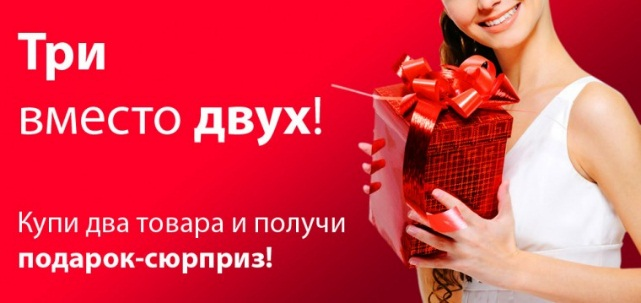 Три
вместо двух!
Купи два товара и получи
подарок-сюрприз!